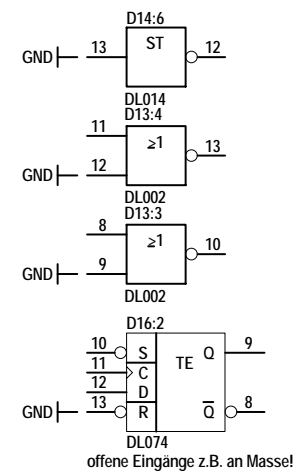 D14:6
GND 13 ST 12
DL014
D13:4
11
≥1 13
GND 12
DL002
D13:3
8
≥1 10
GND 9
DL002
D16:2
10 S TE Q 9
11 C
12 D
GND 13 R Q 8
DL074
offene Eingänge z.B. an Masse!